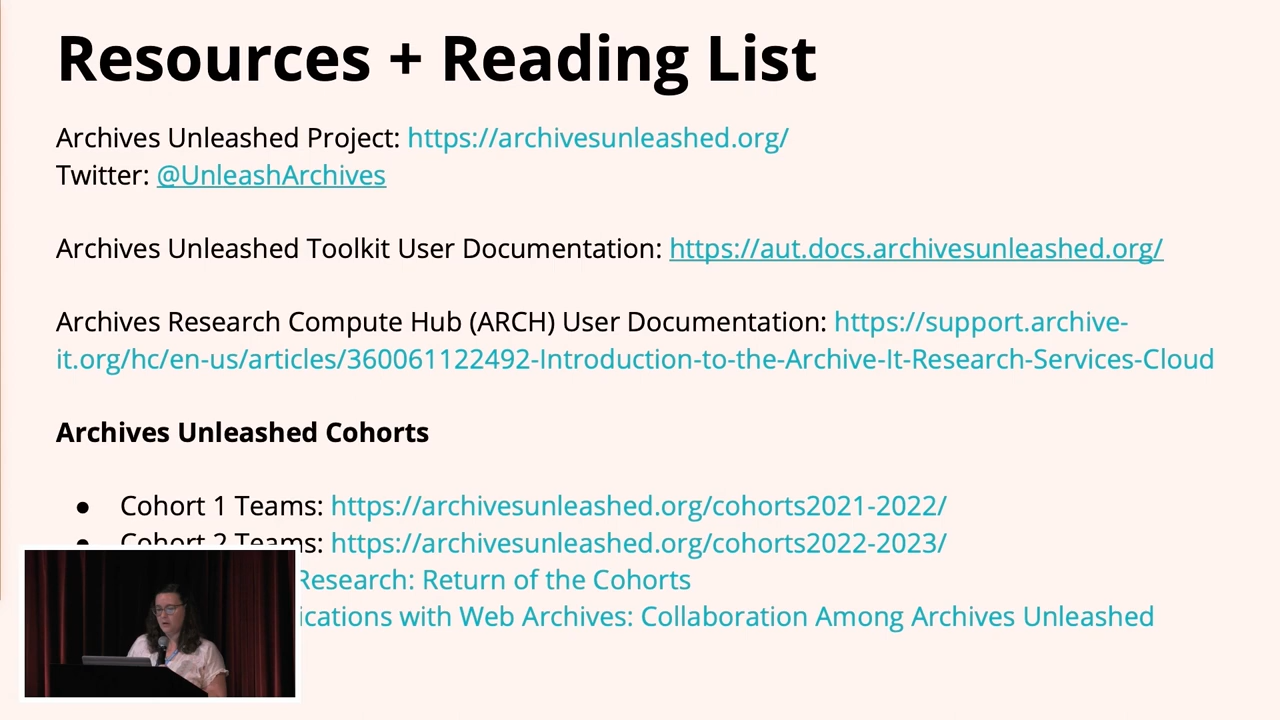 Resources + Reading List
Archives Unleashed Project: https://archivesunleashed.org/
Twitter: @UnleashArchives
Archives Unleashed Toolkit User Documentation: https://aut.docs.archivesunleashed.org/
Archives Research Compute Hub (ARCH) User Documentation: https://support.archive-
it.org/hc/en-us/articles/360061122492-Introduction-to-the-Archive-It-Research-Services-Cloud
Archives Unleashed Cohorts
● Cohort 1 Teams: https://archivesunleashed.org/cohorts2021-2022/
● Cohort 2 Teams: https://archivesunleashed.org/cohorts2022-2023/
Research: Return of the Cohorts
with Web Archives: Collaboration Among Archives Unleashed